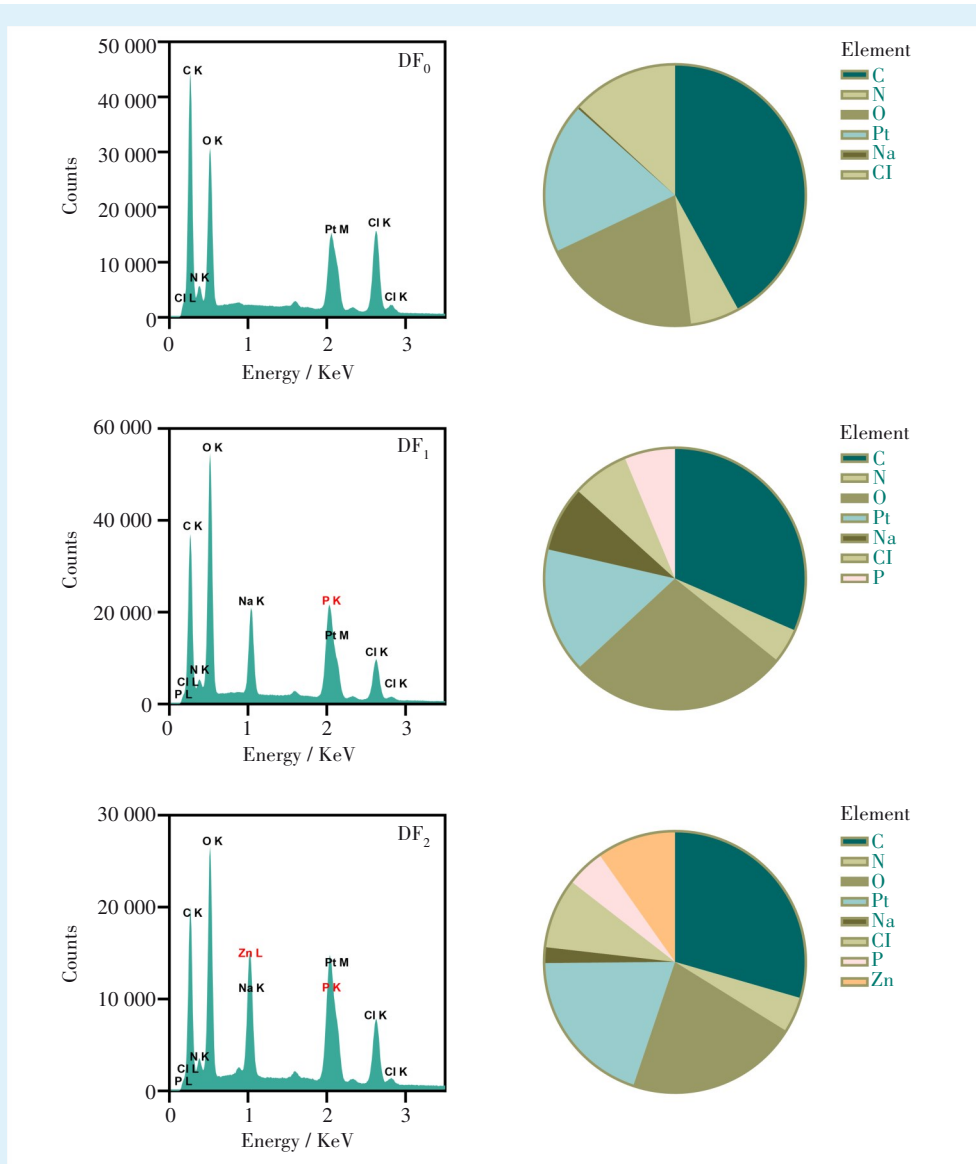 50 000
40 000
30 000
20 000
10 000
0
Counts
DF0
C K
O K
N K
Cl L
Pt M
Cl K
Cl K
0 1 2 3
Energy / KeV
Element
C
N
O
Pt
Na
CI
60 000
40 000
20 000
0
Counts
DF1
O K
C K
Na K
P K
Pt M
N K
Cl L
P L
Cl K
Cl K
0 1 2 3
Energy / KeV
Element
C
N
O
Pt
Na
CI
P
30 000
20 000
10 000
0
Counts
DF2
O K
C K
Zn L
Na K
Pt M
P K
N K
Cl L
P L
Cl K
Cl K
0 1 2 3
Energy / KeV
Element
C
N
O
Pt
Na
CI
P
Zn